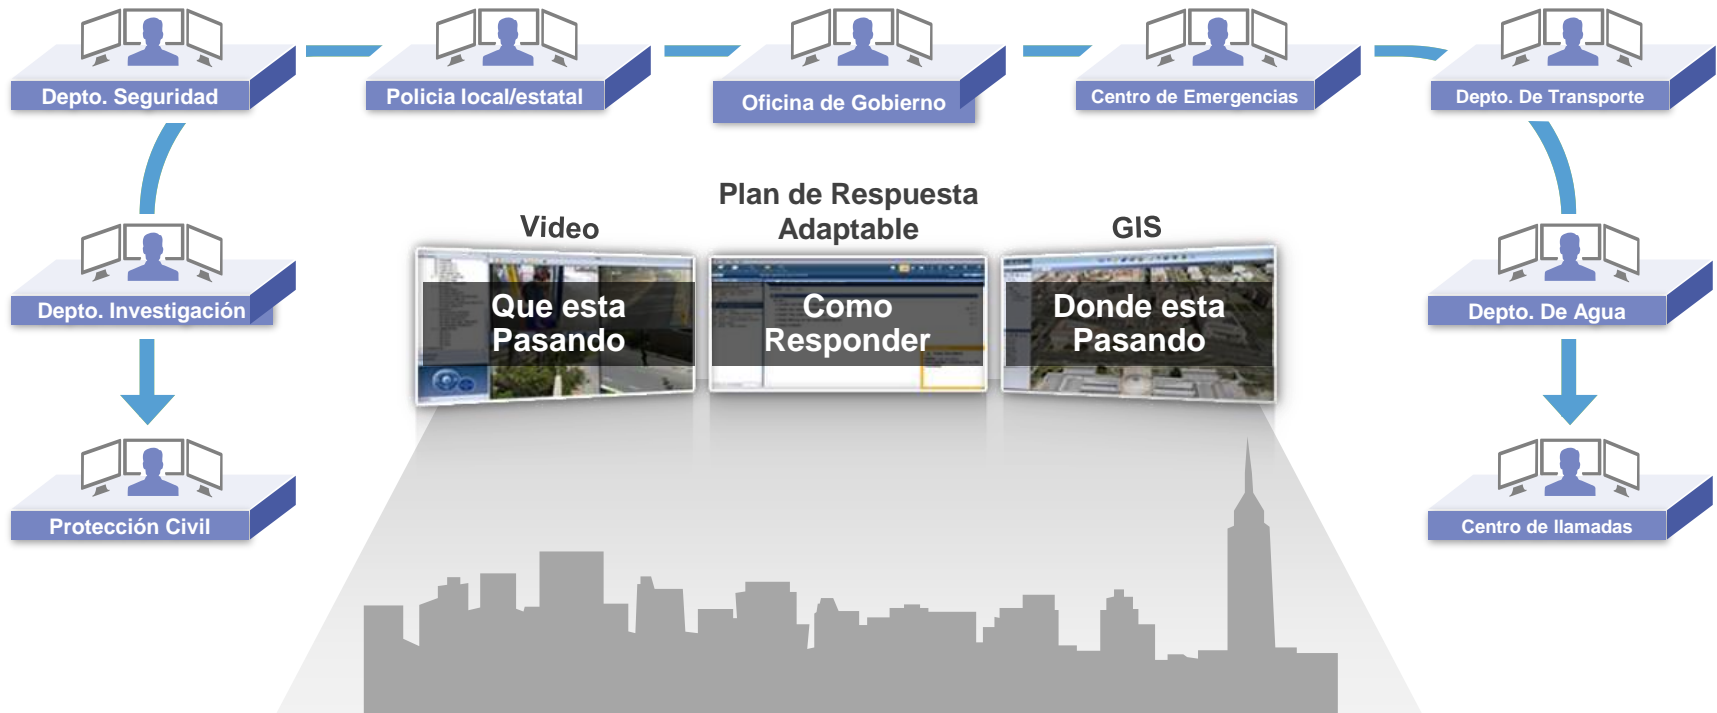 Depto. Seguridad
Policia local/estatal
Oficina de Gobierno
Centro de Emergencias
Depto. De Transporte
Plan de Respuesta
Adaptable
Video
GIS
Que esta
Pasando
Como
Responder
Donde esta
Pasando
Depto. Investigación
Depto. De Agua
Protección Civil
Centro de llamadas